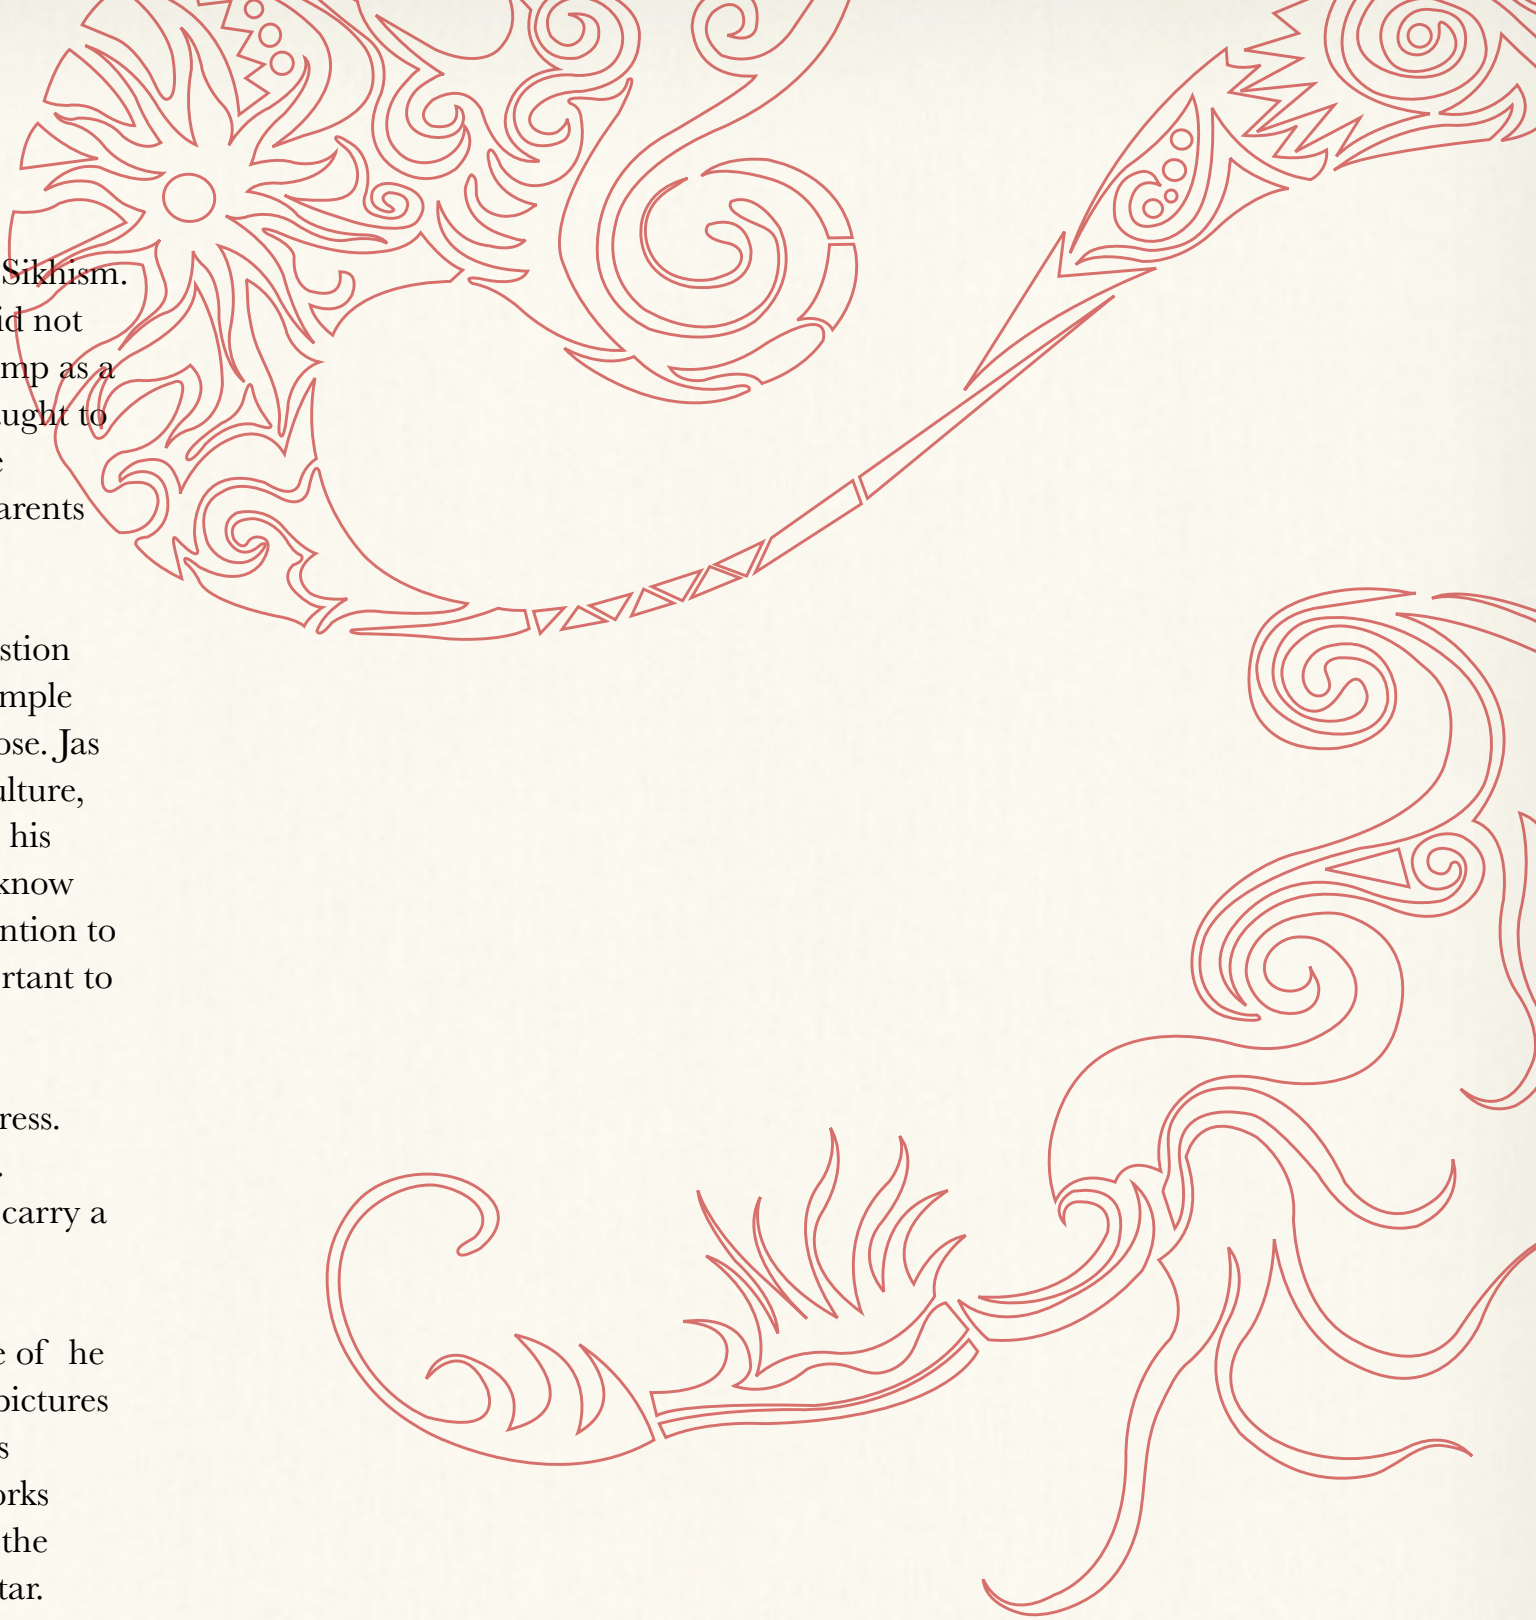 Sikhism.
id not
mp as a
ught to
e
arents
stion
mple
ose. Jas
ulture,
his
know
ntion to
rtant to
ress.
.
carry a
e of he
pictures
s
orks
the
tar.